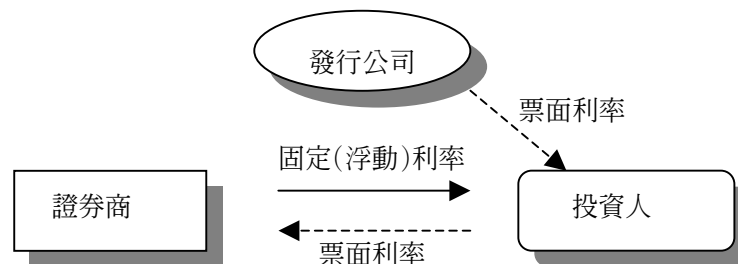 發行公司
票面利率
固定(浮動)利率
證券商
投資人
票面利率